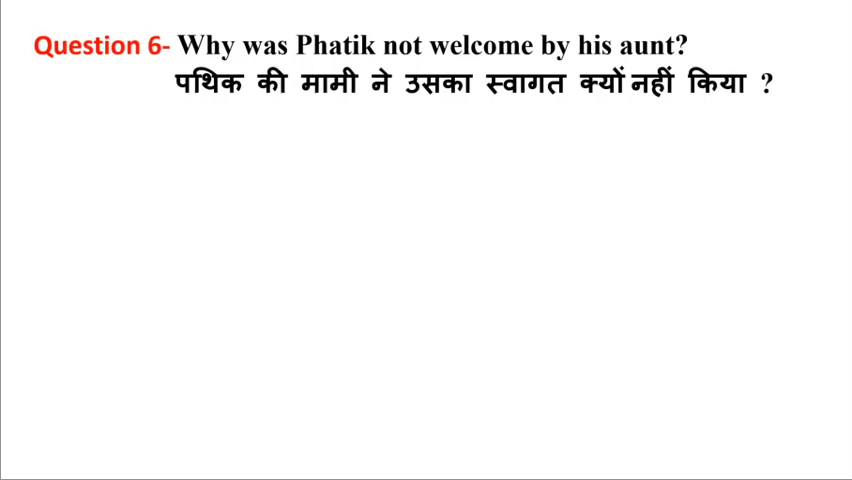 Question 6- Why was Phatik not welcome by his aunt?
पथिक की मामी ने उसका स्वागत क्यों नहीं किया ?